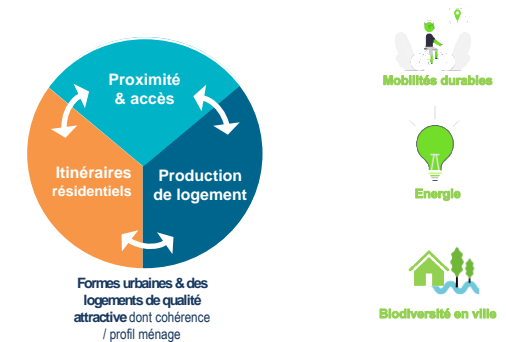 Proximité
& accès
Itinéraires
résidentiels
Production
de logement
Formes urbaines & des
logements de qualité
attractive dont cohérence
/ profil ménage
Mobilités durables
Energie
Biodiversité en ville